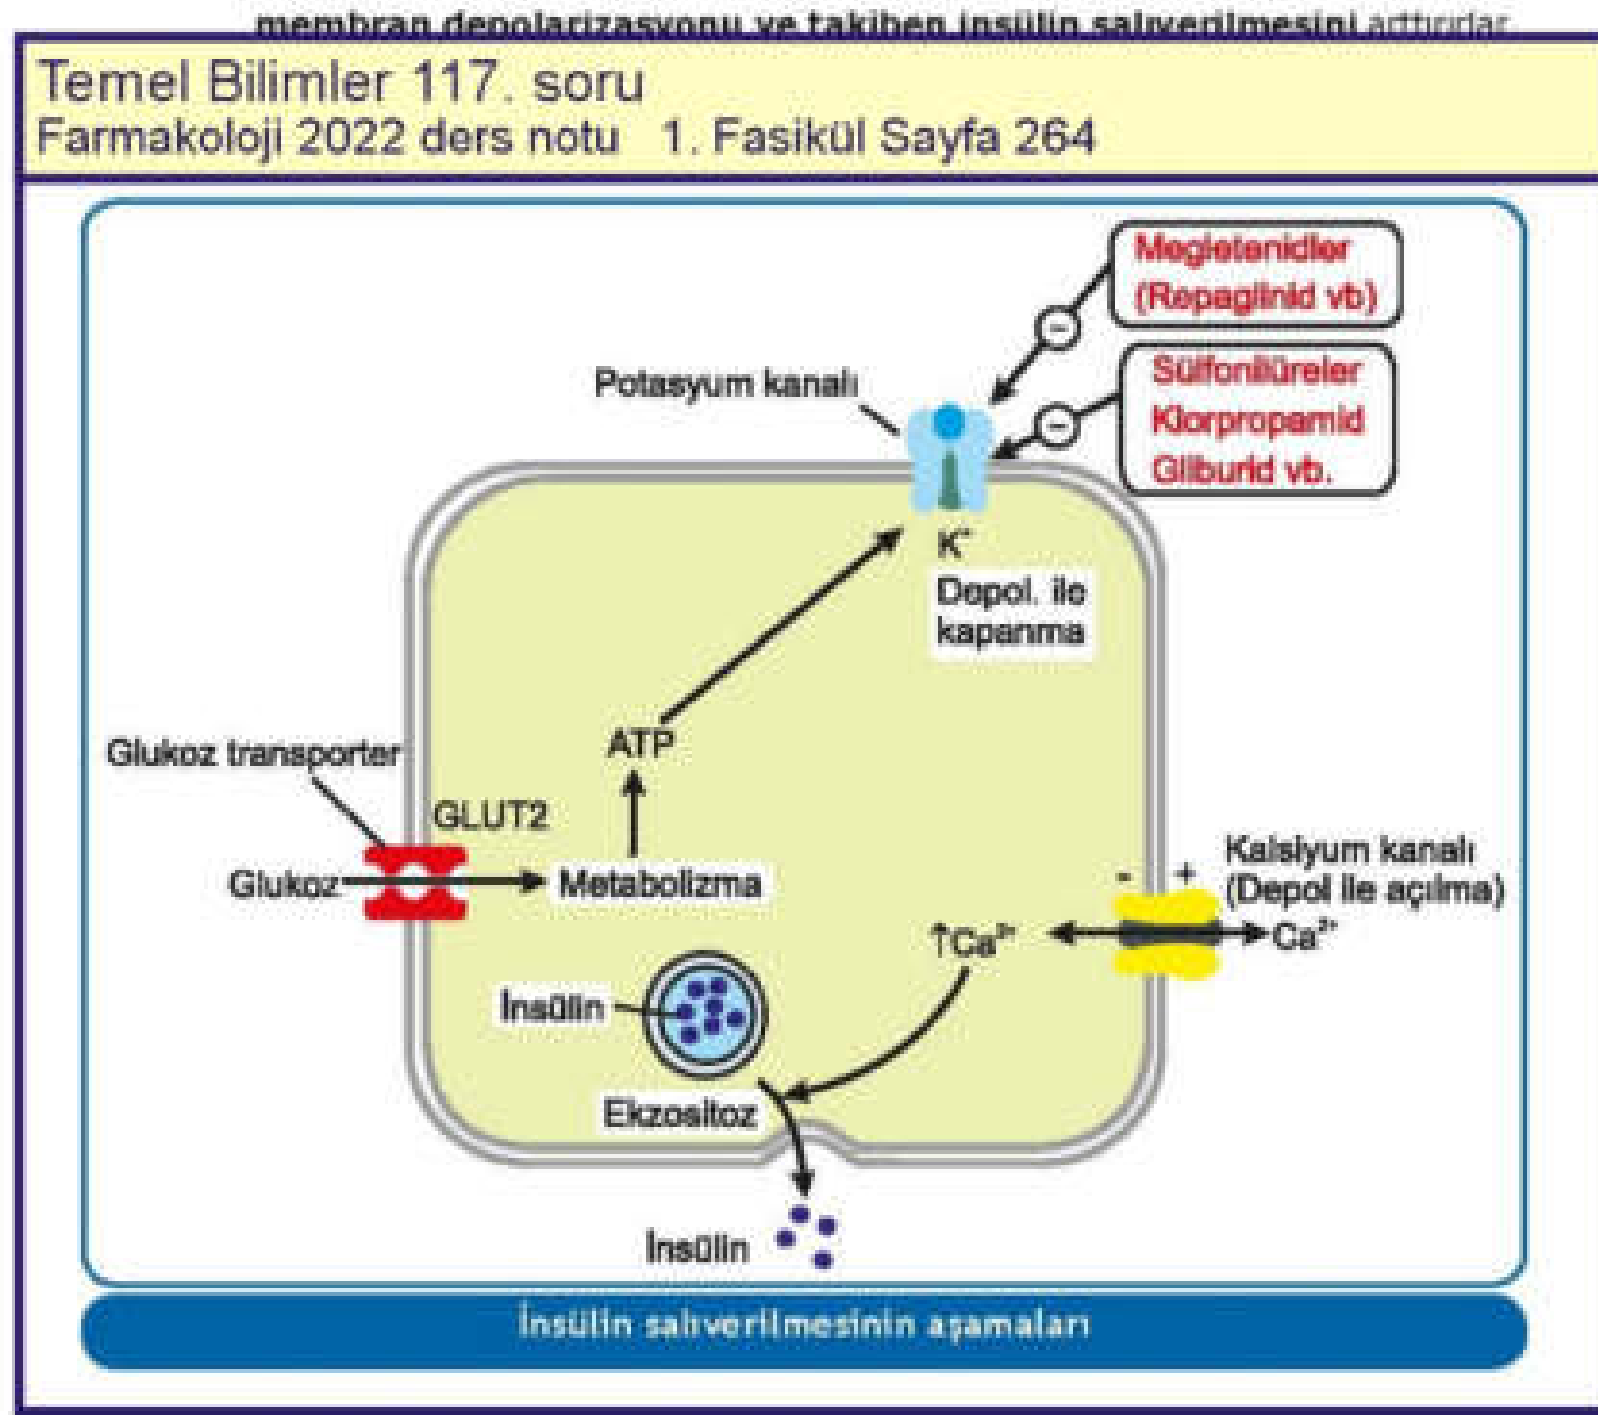 membran depolarizasyonu ve takiben insülin salıverilmesini arttırırlar
Temel Bilimler 117. soru
Farmakoloji 2022 ders notu 1. Fasikül Sayfa 264
Megletenidler
(Repaglinid vb)
Sülfonilüreler
Klorpropamid
Gliburid vb.
Potasyum kanalı
K⁺
Depol. ile
kapanma
ATP
Glukoz transporter
GLUT2
Glukoz
Metabolizma
- +
Kalsiyum kanalı
(Depol ile açılma)
↑Ca²⁺
Ca²⁺
İnsülin
Ekzositoz
İnsülin
İnsülin salıverilmesinin aşamaları